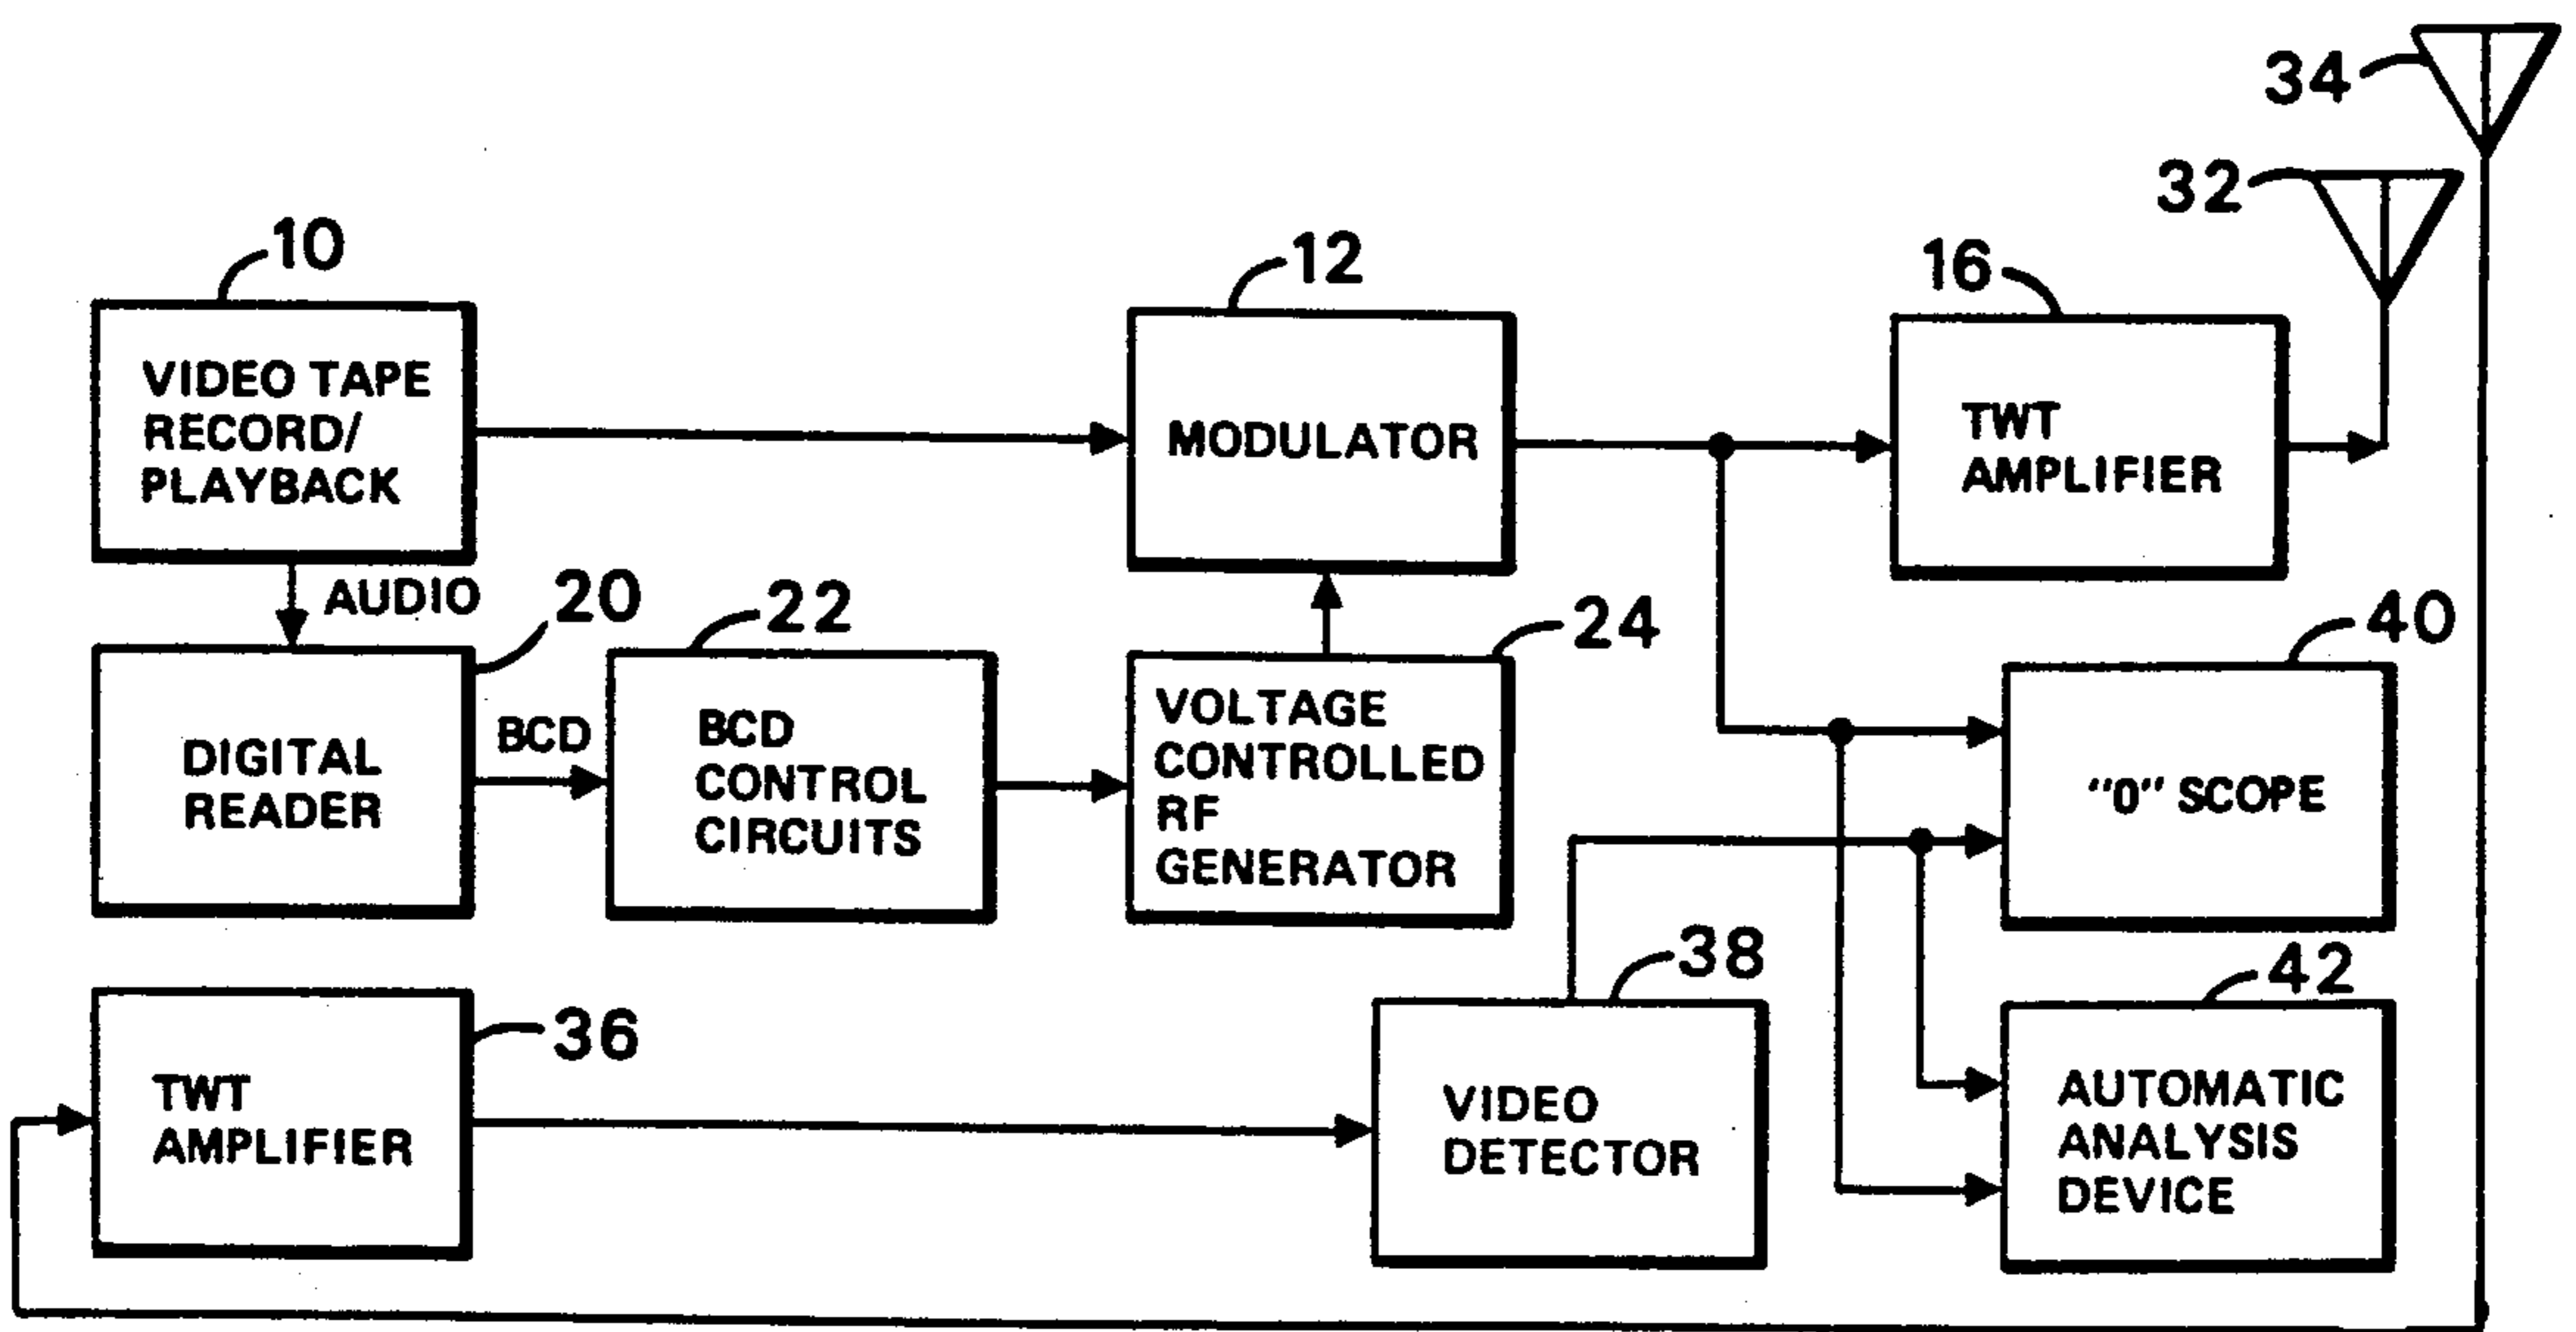 34
32
10
12
16
VIDEO TAPE
RECORD/
PLAYBACK
MODULATOR
TWT
AMPLIFIER
AUDIO
20
22
24
40
DIGITAL
READER
BCD
BCD
CONTROL
CIRCUITS
VOLTAGE
CONTROLLED
RF
GENERATOR
"0" SCOPE
36
38
42
TWT
AMPLIFIER
VIDEO
DETECTOR
AUTOMATIC
ANALYSIS
DEVICE